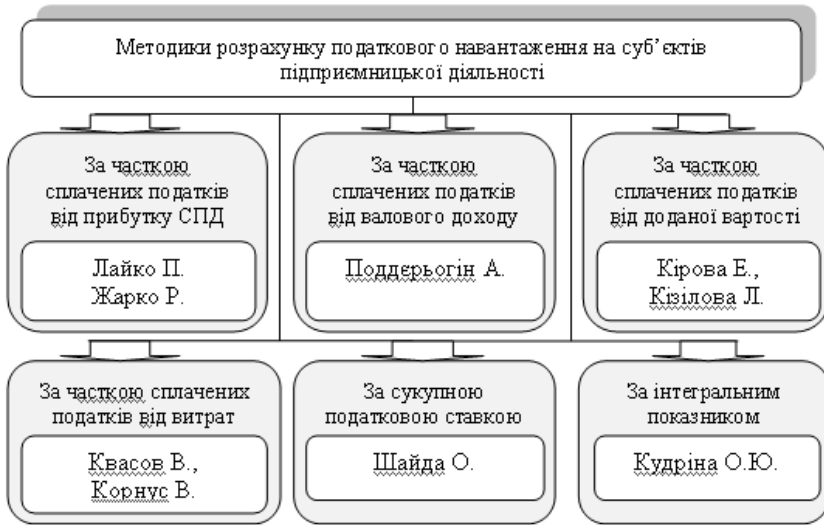 Методики розрахунку податкового навантаження на суб’єктів
підприємницької діяльності
За часткою
сплачених податків
від прибутку СПД
Лайко П.
Жарко Р.
За часткою
сплачених податків
від валового доходу
Поддєрьогін А.
За часткою
сплачених податків
від доданої вартості
Кірова Е.,
Кізілова Л.
За часткою сплачених
податків від витрат
Квасов В.,
Корнус В.
За сукупною
податковою ставкою
Шайда О.
За інтегральним
показником
Кудріна О.Ю.